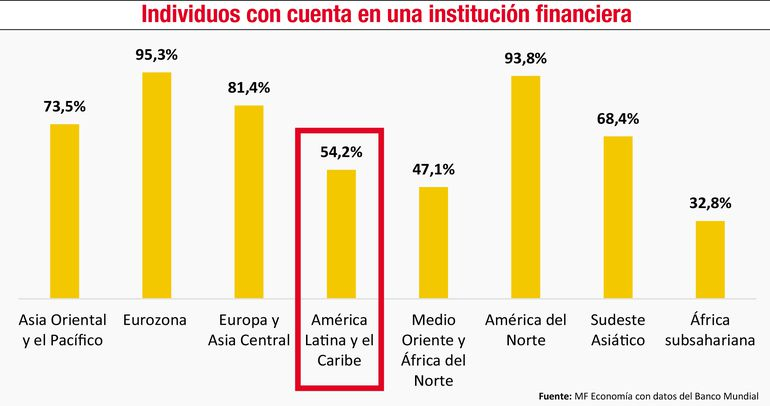 Individuos con cuenta en una institución financiera
73,5%
95,3%
81,4%
54,2%
47,1%
93,8%
68,4%
32,8%
Asia Oriental
y el Pacífico
Eurozona
Europa y
Asia Central
América
Latina y el
Caribe
Medio
Oriente y
África del
Norte
América del
Norte
Sudeste
Asiático
África
subsahariana
Fuente: MF Economía con datos del Banco Mundial